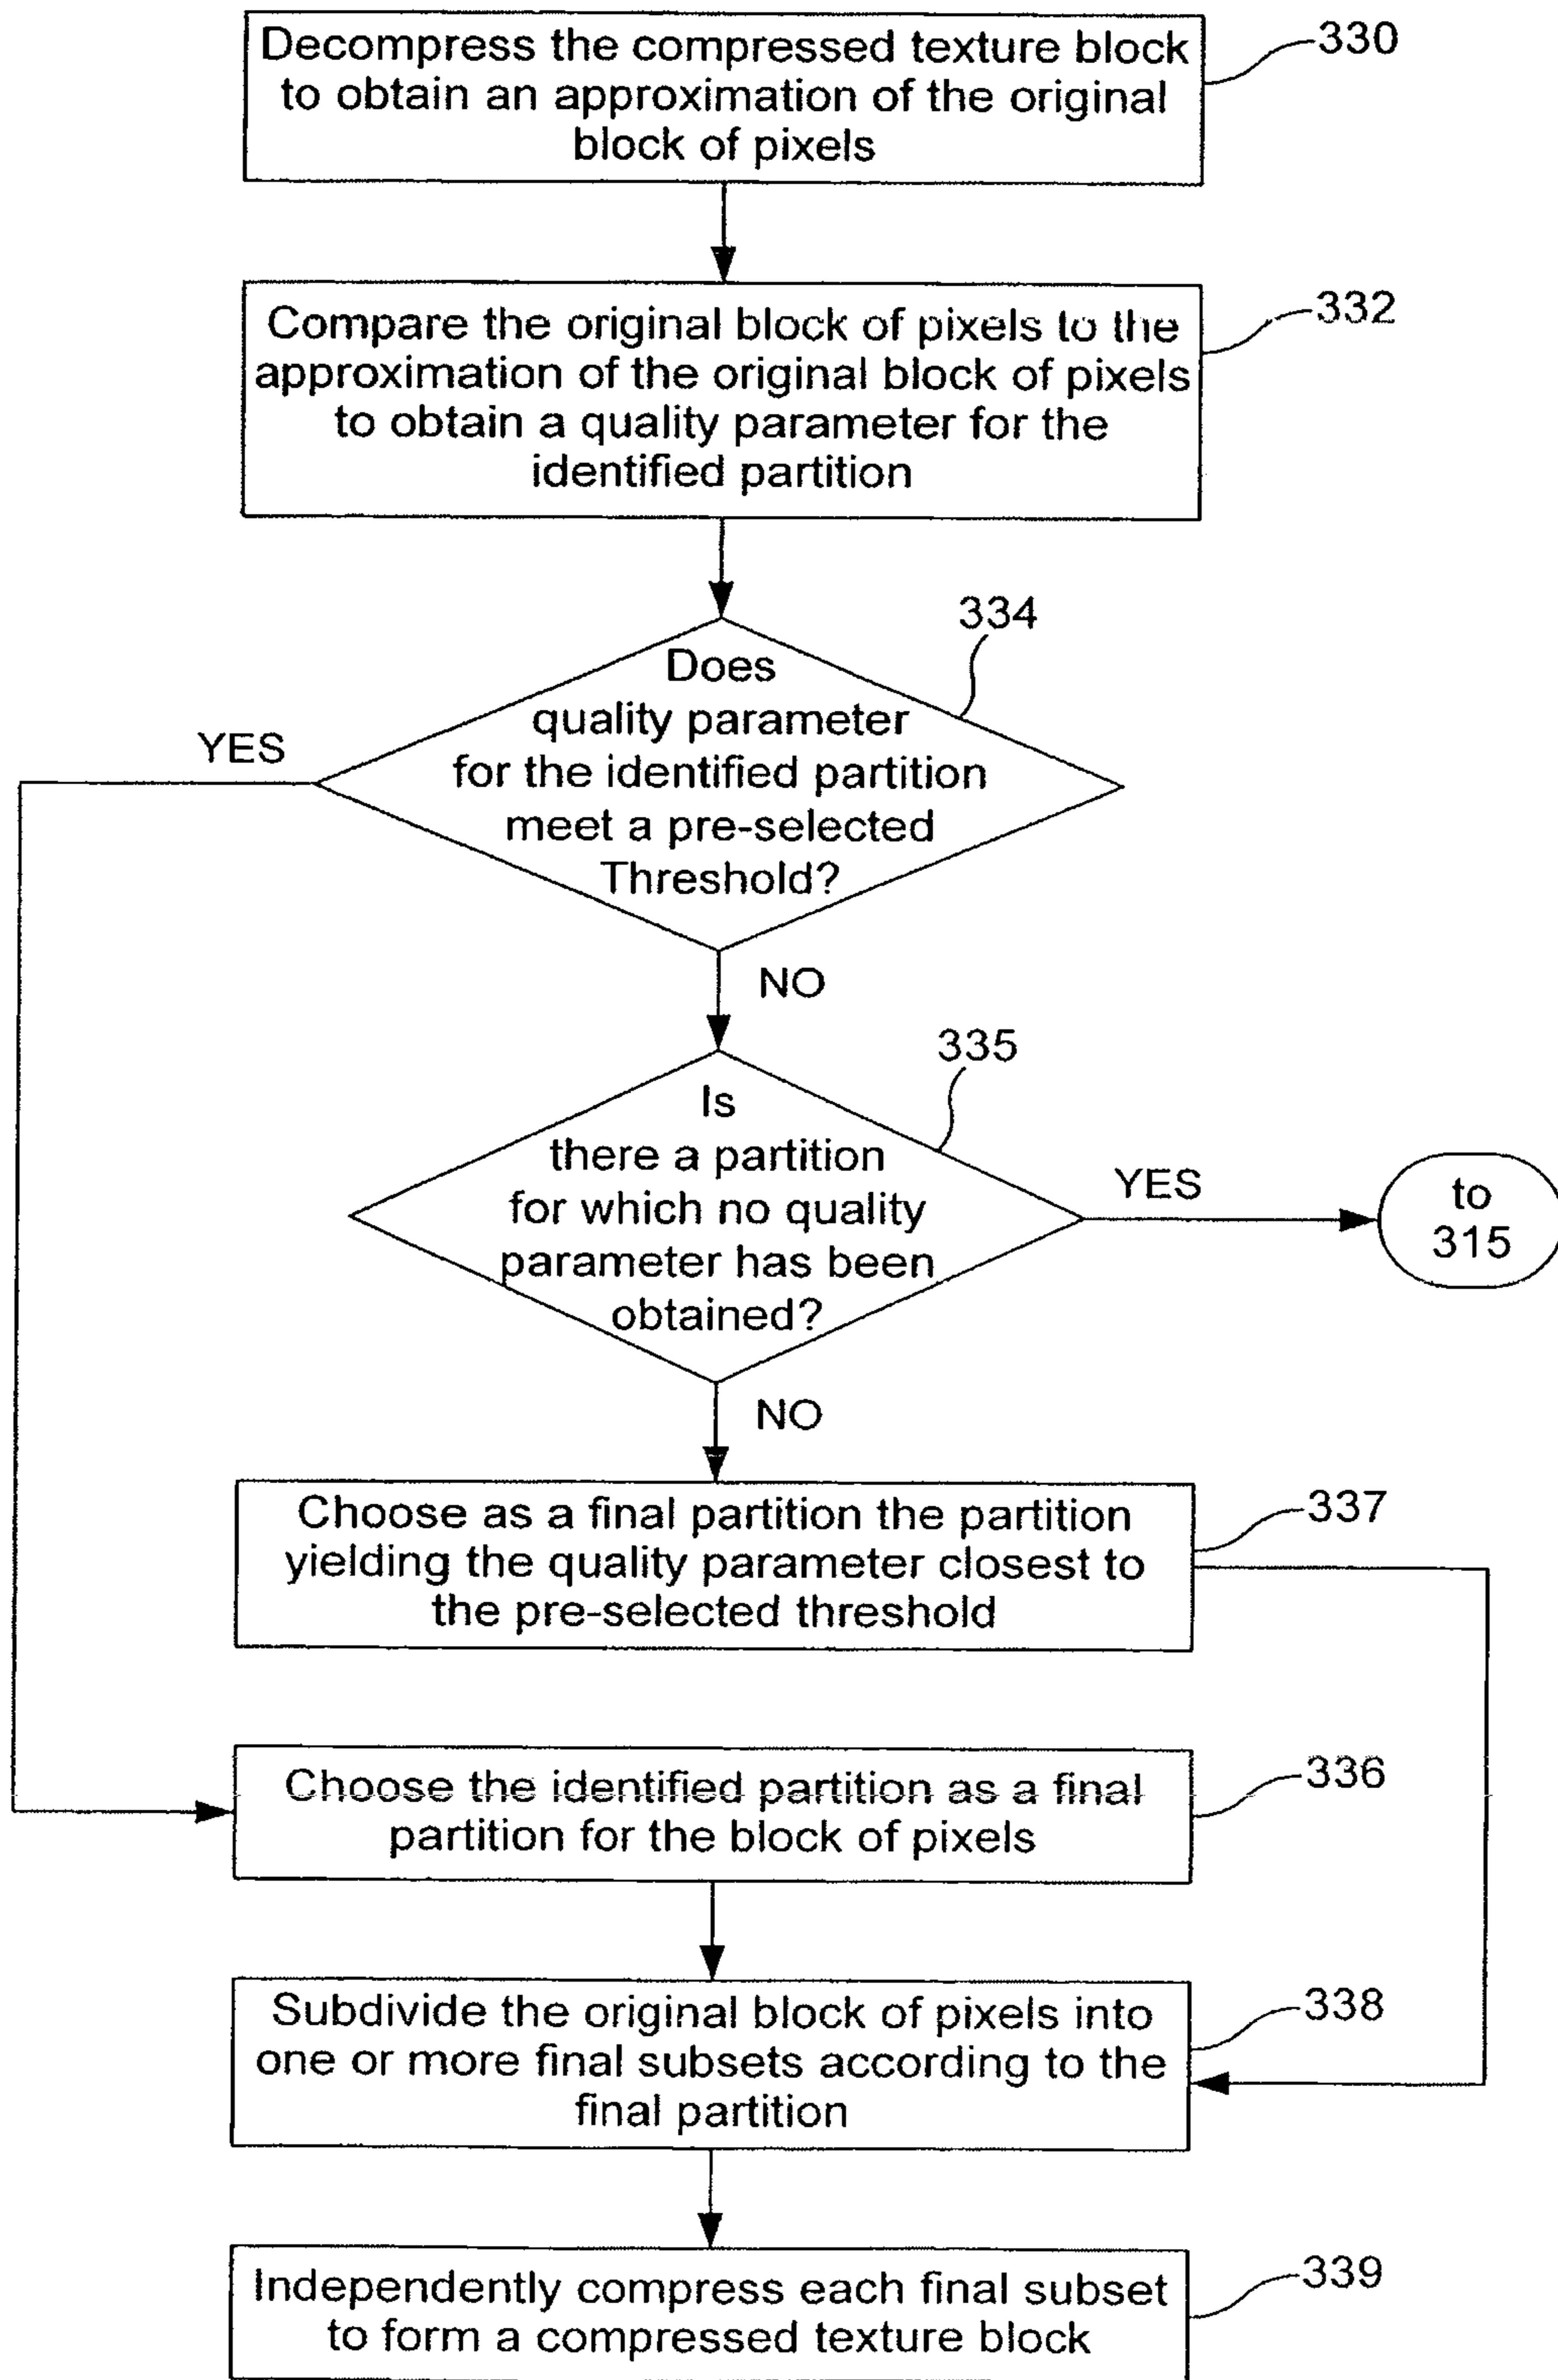 Decompress the compressed texture block
to obtain an approximation of the original
block of pixels
330
Compare the original block of pixels to the
approximation of the original block of pixels
to obtain a quality parameter for the
identified partition
332
334
Does
quality parameter
for the identified partition
meet a pre-selected
Threshold?
YES
NO
335
Is
there a partition
for which no quality
parameter has been
obtained?
YES
to
315
NO
Choose as a final partition the partition
yielding the quality parameter closest to
the pre-selected threshold
337
Choose the identified partition as a final
partition for the block of pixels
336
Subdivide the original block of pixels into
one or more final subsets according to the
final partition
338
Independently compress each final subset
to form a compressed texture block
339